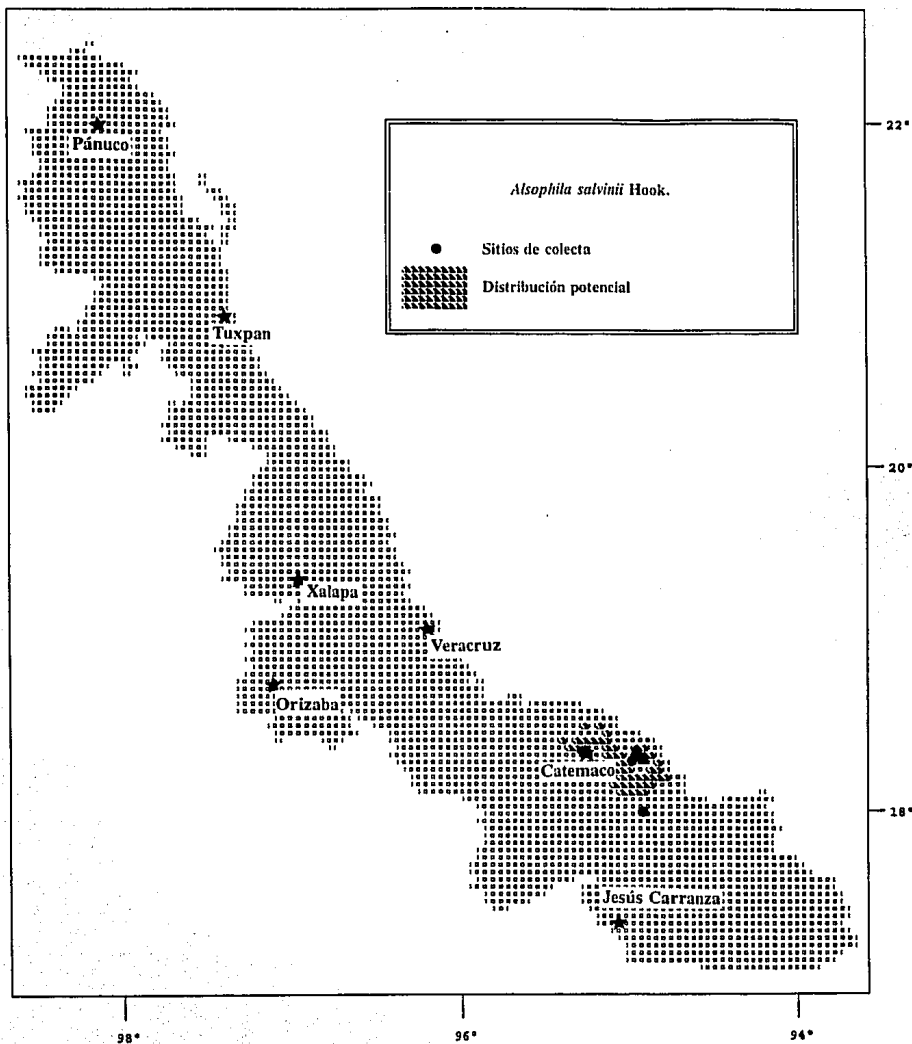 Pánuco
22°
Alsophila salvinii Hook.
Sitios de colecta
Distribución potencial
Tuxpan
20°
Xalapa
Veracruz
Orizaba
Catemaco
18°
Jesús Carranza
98°
96°
94°